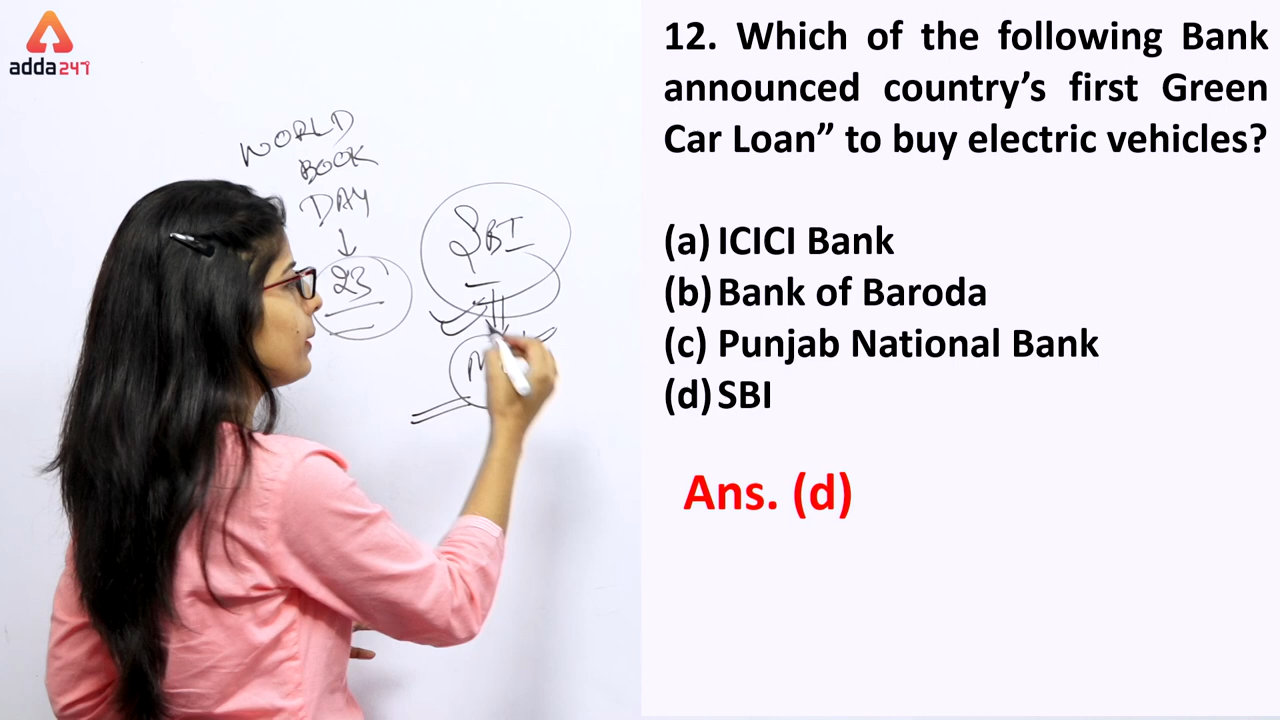 adda247
WORLD
BOOK
DAY
23
SBI
12. Which of the following Bank
announced country’s first Green
Car Loan” to buy electric vehicles?
(a) ICICI Bank
(b) Bank of Baroda
(c) Punjab National Bank
(d) SBI
Ans. (d)